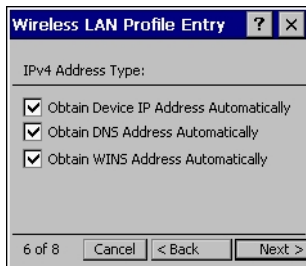 Wireless LAN Profile Entry ? ×
IPv4 Address Type:
Obtain Device IP Address Automatically
Obtain DNS Address Automatically
Obtain WINS Address Automatically
6 of 8 Cancel < Back Next >